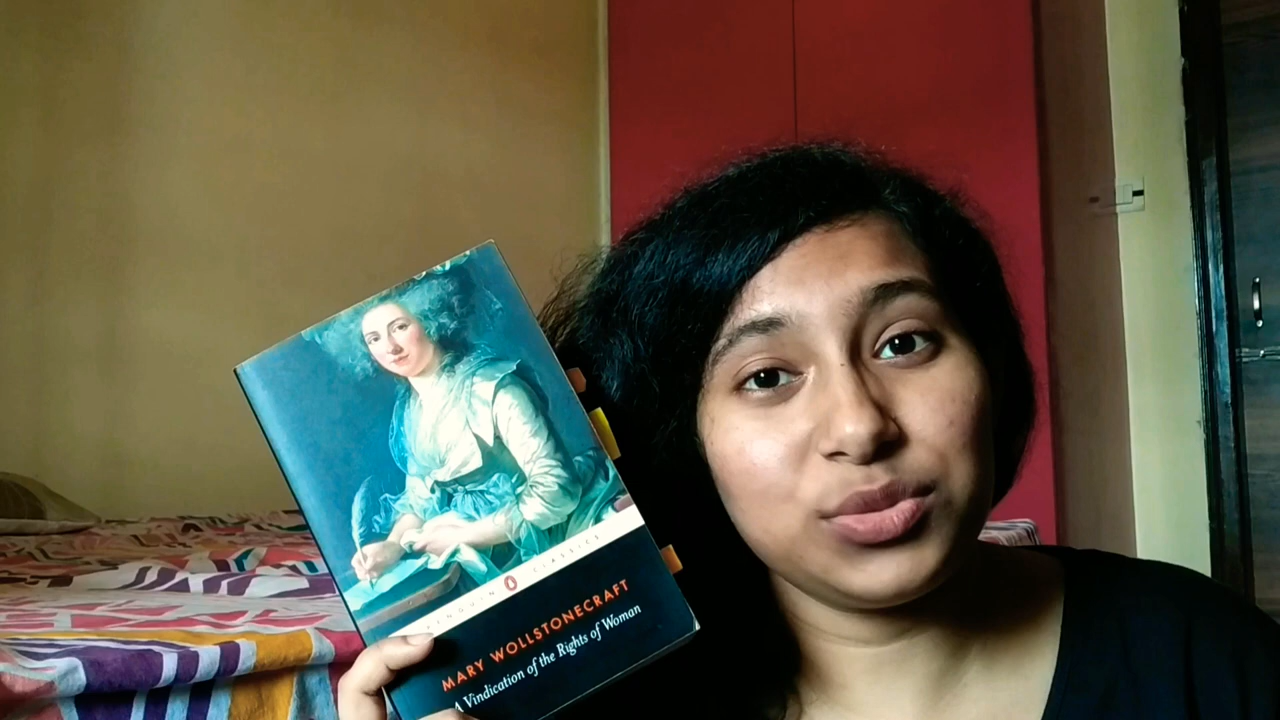 PENGUIN CLASSICS
MARY WOLLSTONECRAFT
A Vindication of the Rights of Woman